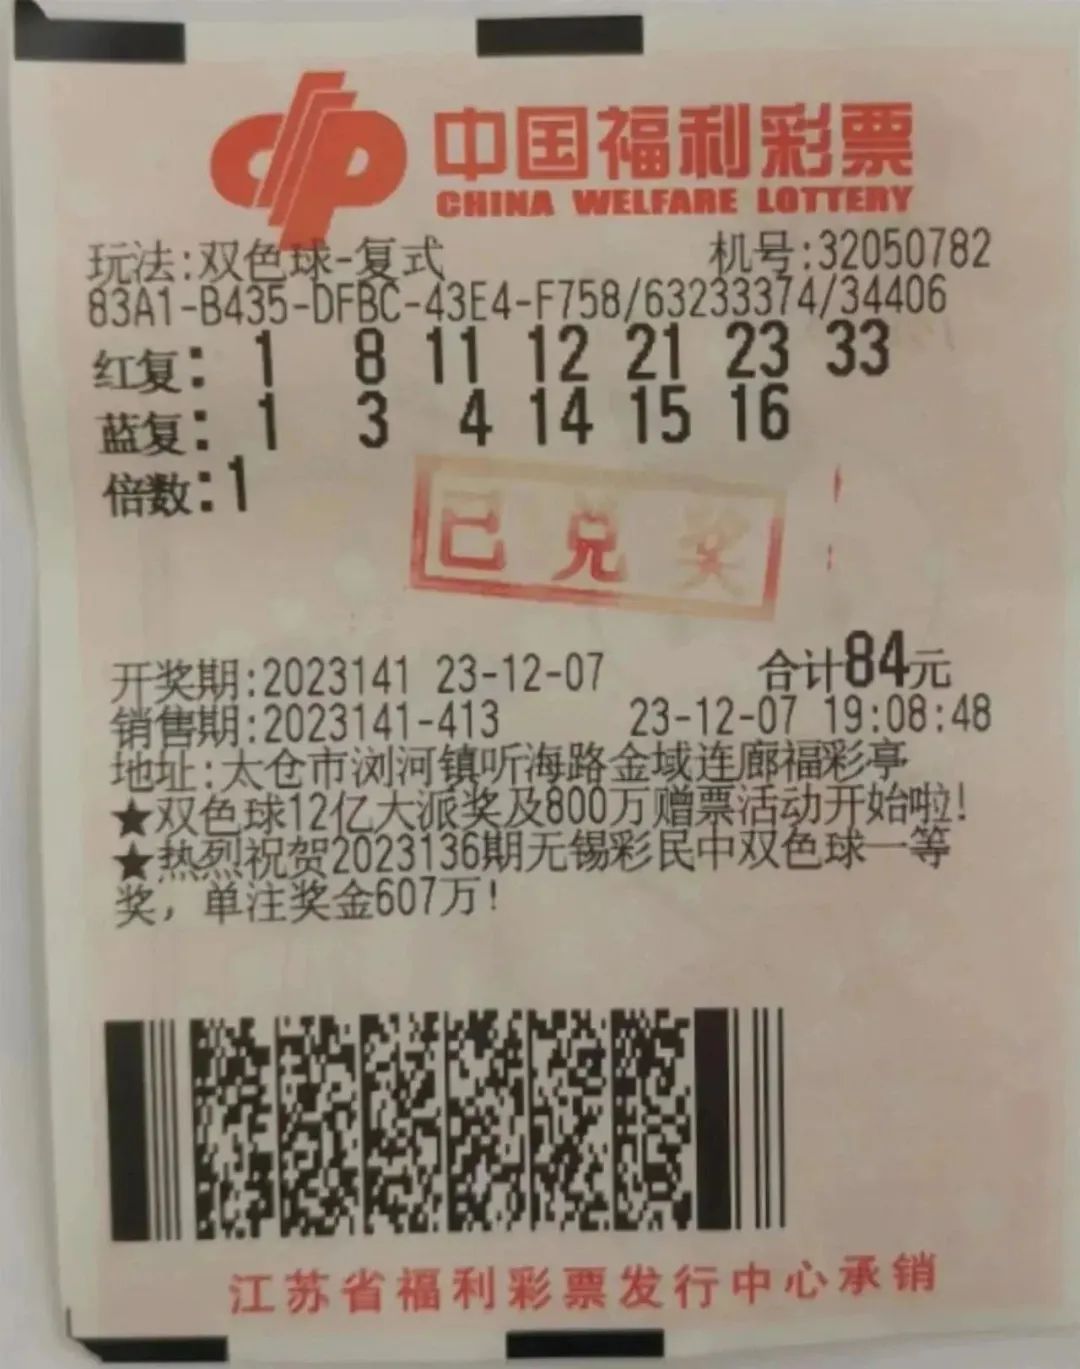 中国福利彩票
CHINA WELFARE LOTTERY
玩法:双色球-复式 机号:32050782
83A1-B435-DFBC-43E4-F758/63233374/34406
红复: 1 8 11 12 21 23 33
蓝复: 1 3 4 14 15 16
倍数:1
已兑奖
开奖期:2023141 23-12-07 合计84元
销售期:2023141-413 23-12-07 19:08:48
地址:太仓市浏河镇听海路金域连廊福彩亭
★双色球12亿大派奖及800万赠票活动开始啦!
★热烈祝贺2023136期无锡彩民中双色球一等
奖,单注奖金607万!
江苏省福利彩票发行中心承销